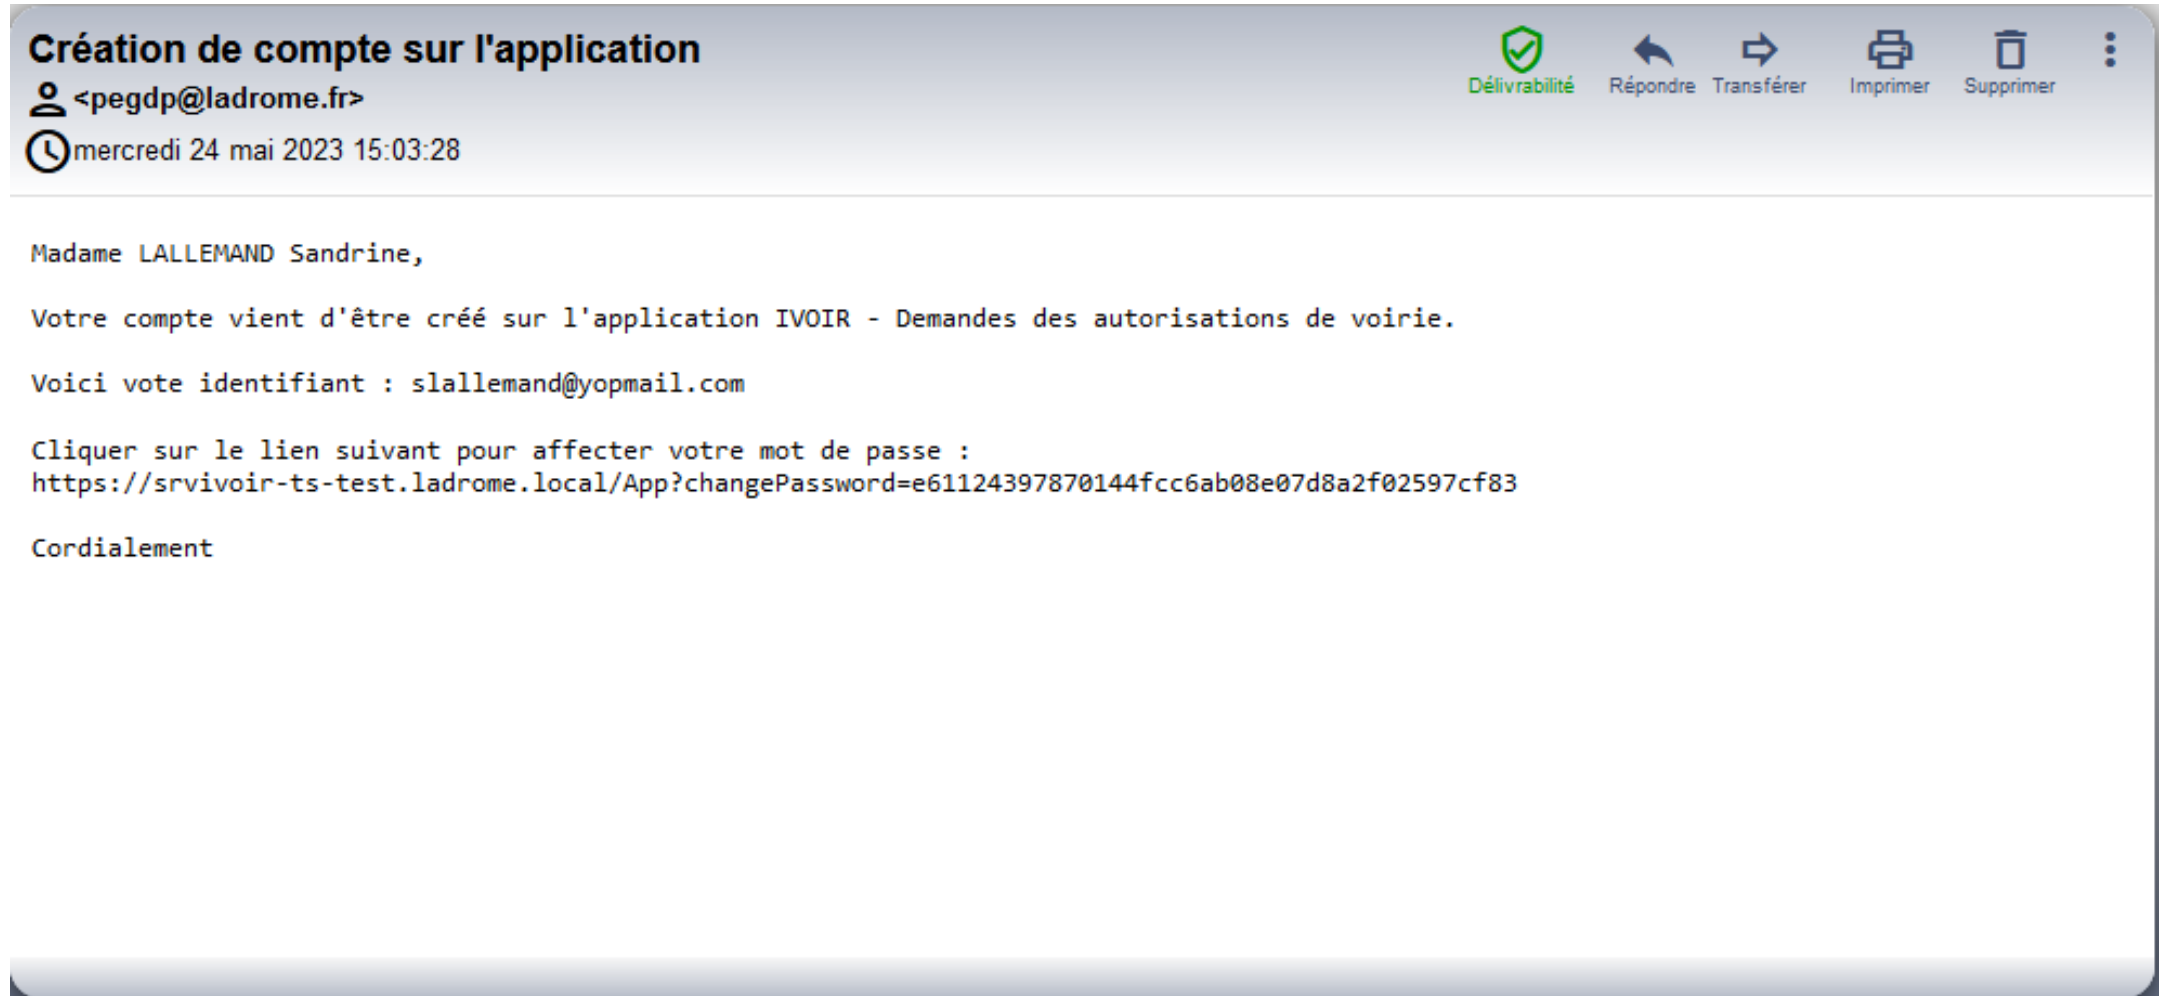 Création de compte sur l'application
<pegdp@ladrome.fr>
mercredi 24 mai 2023 15:03:28
Délivrabilité Répondre Transférer Imprimer Supprimer
Madame LALLEMAND Sandrine,
Votre compte vient d'être créé sur l'application IVOIR - Demandes des autorisations de voirie.
Voici vote identifiant : slallemand@yopmail.com
Cliquer sur le lien suivant pour affecter votre mot de passe :
https://srvivoir-ts-test.ladrome.local/App?changePassword=e61124397870144fcc6ab08e07d8a2f02597cf83
Cordialement